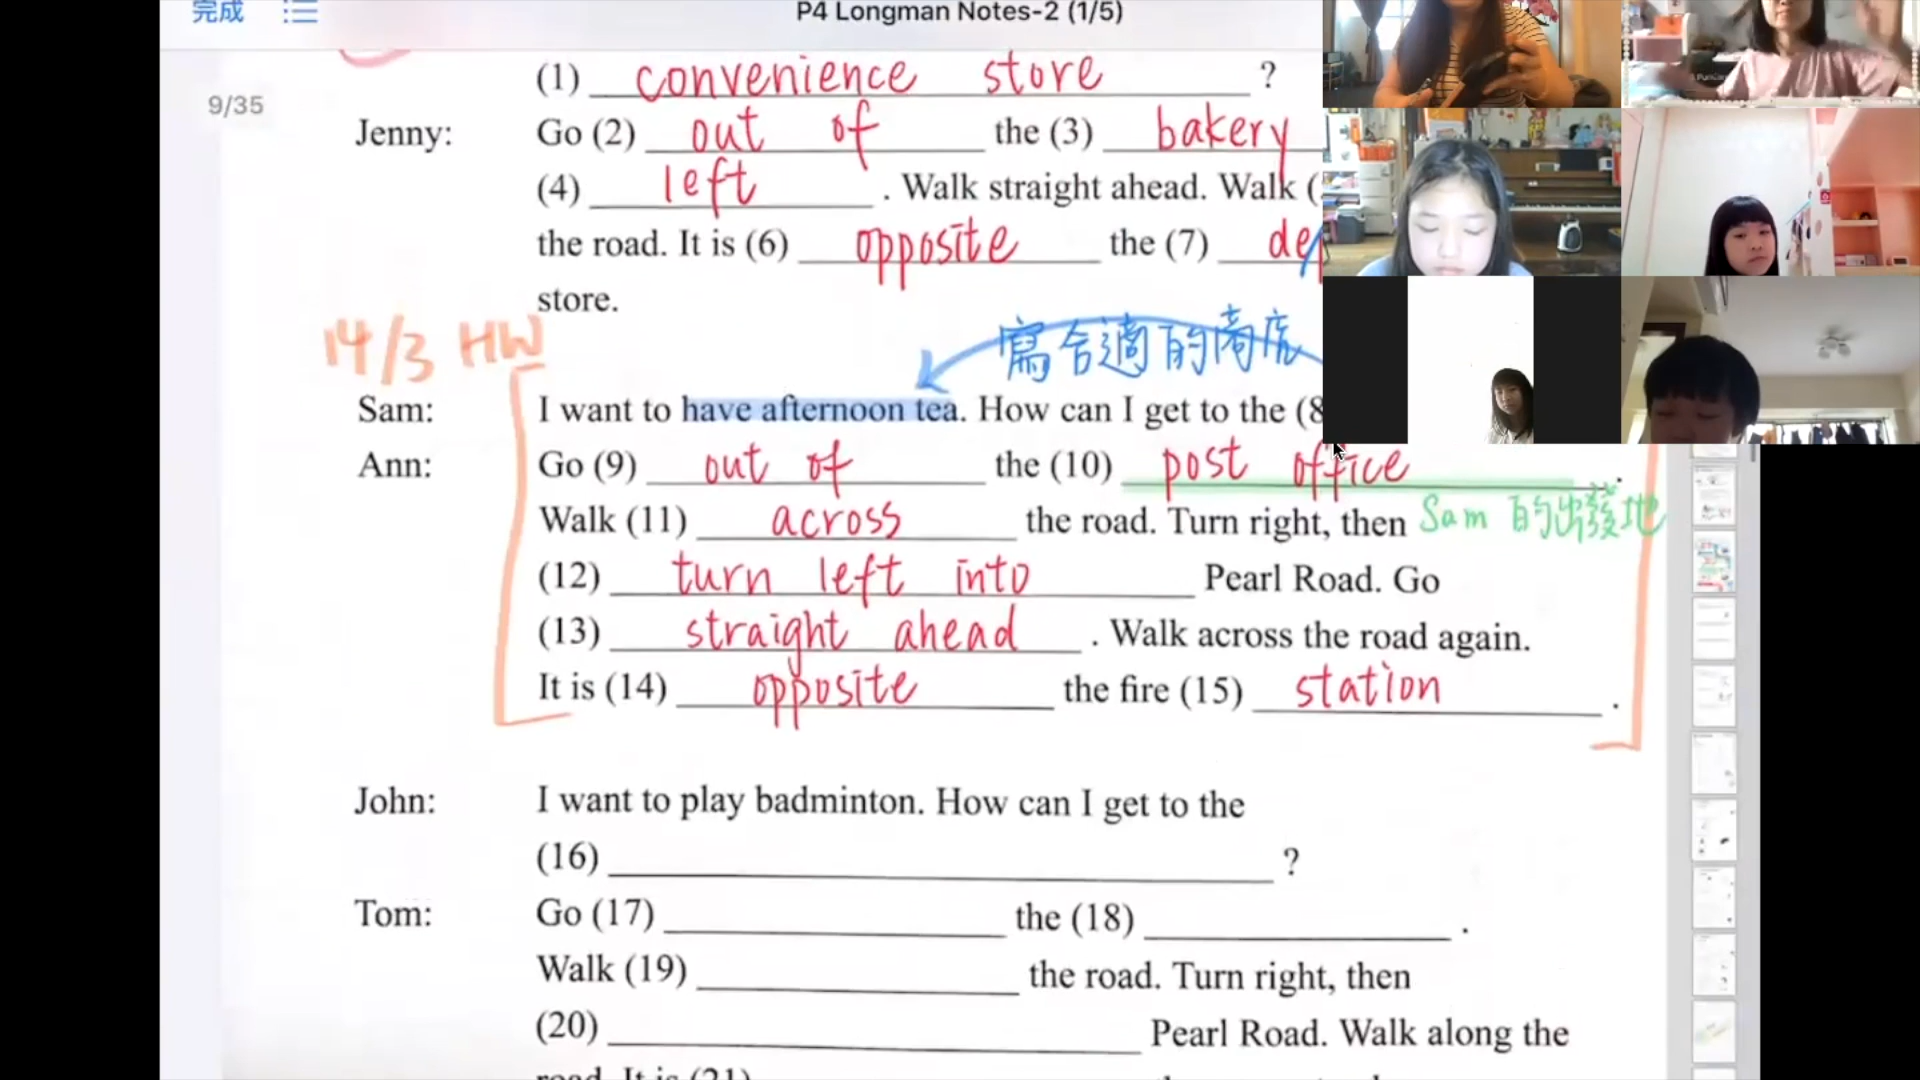 完成
P4 Longman Notes-2 (1/5)
9/35
(1) convenience store ?
Jenny: Go (2) out of the (3) bakery
(4) left . Walk straight ahead. Walk (
the road. It is (6) opposite the (7)
store.
14/3 HW
寫合適的商店
Sam: I want to have afternoon tea. How can I get to the (8
Ann: Go (9) out of the (10) post office .
Walk (11) across the road. Turn right, then
Sam 的出發地
(12) turn left into Pearl Road. Go
(13) straight ahead . Walk across the road again.
It is (14) opposite the fire (15) station .
John: I want to play badminton. How can I get to the
(16) ?
Tom: Go (17) the (18) .
Walk (19) the road. Turn right, then
(20) Pearl Road. Walk along the
road. It is (21)